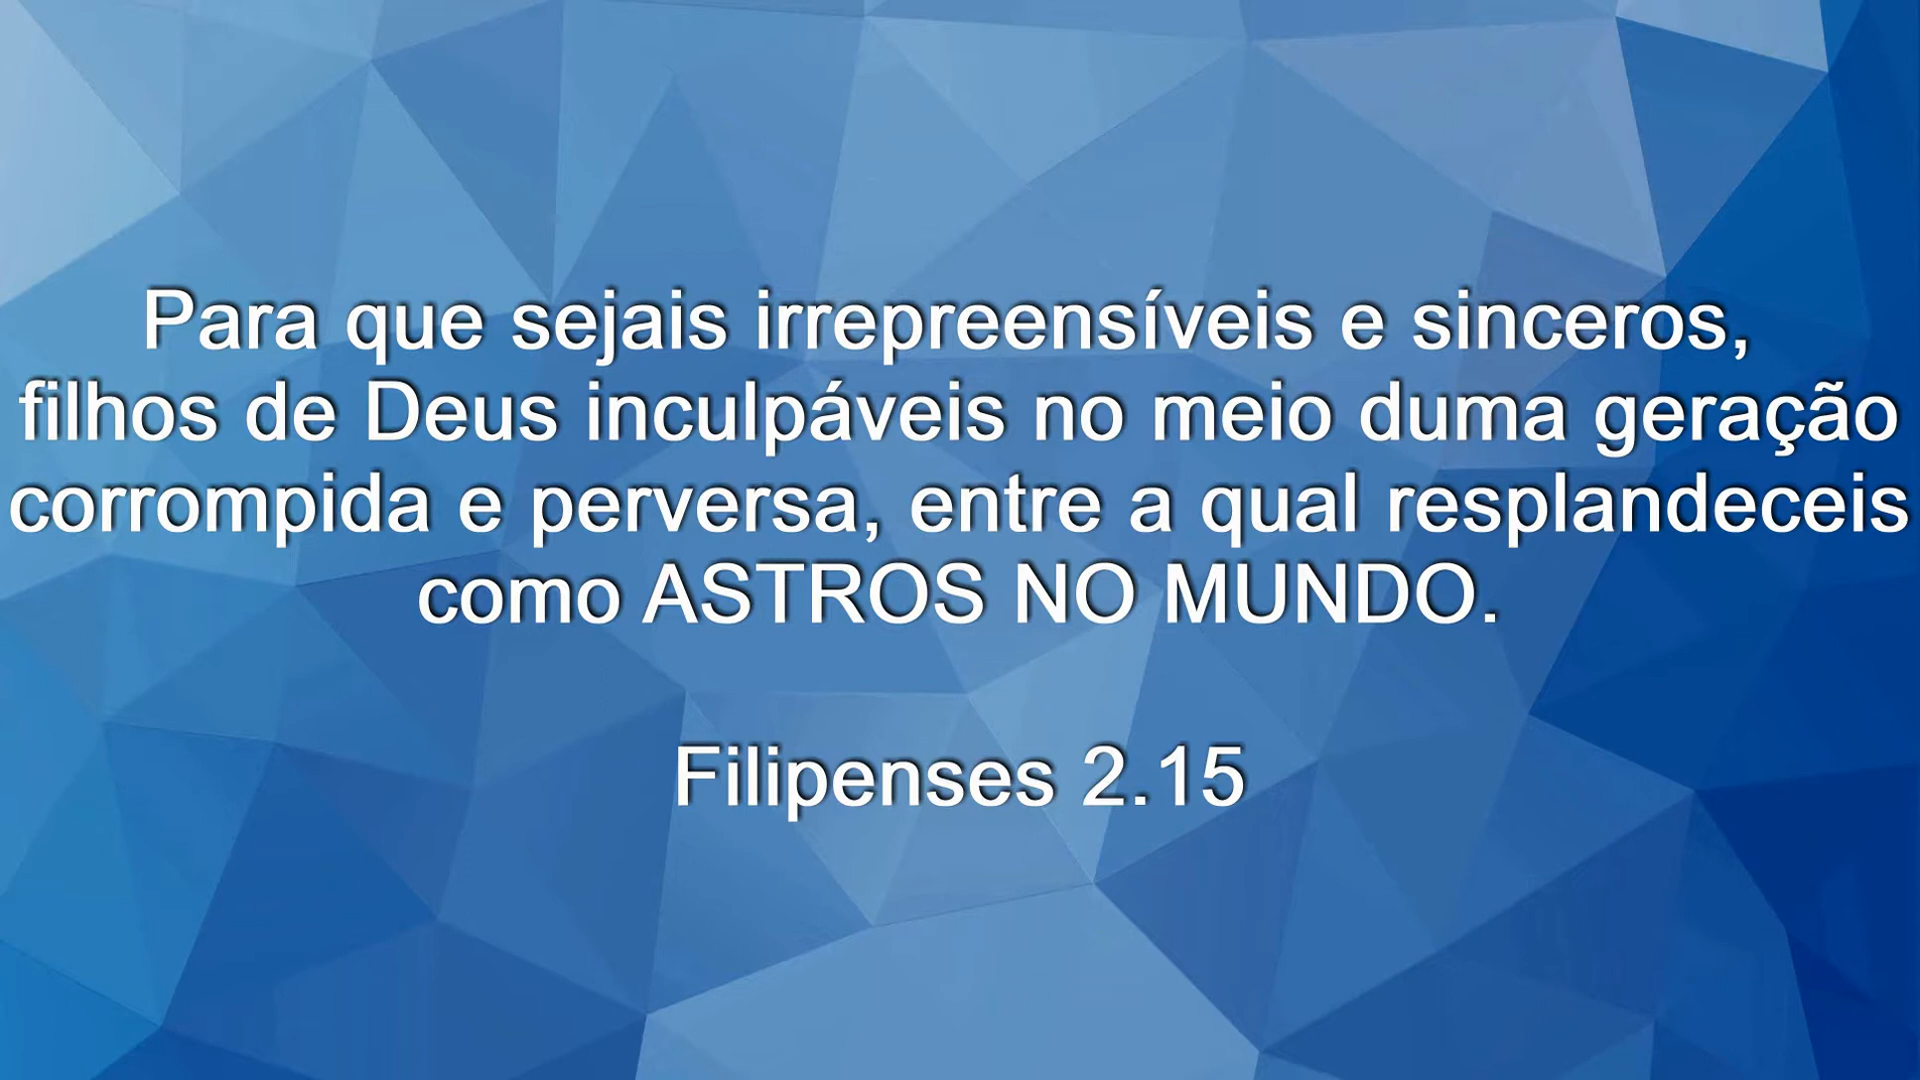 Para que sejais irrepreensíveis e sinceros,
filhos de Deus inculpáveis no meio duma geração
corrompida e perversa, entre a qual resplandeceis
como ASTROS NO MUNDO.
Filipenses 2.15